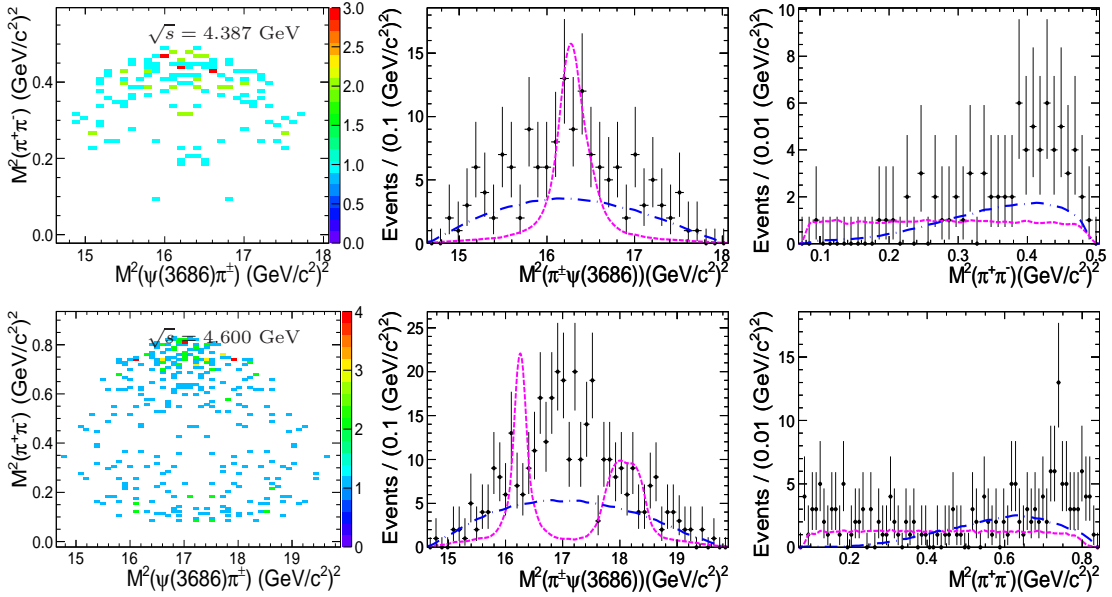 √s = 4.387 GeV
M²(π⁺π⁻) (GeV/c²)²
0.0 0.2 0.4
15 16 17 18
M²(ψ(3686)π±) (GeV/c²)²
0.0 0.5 1.0 1.5 2.0 2.5 3.0
Events / (0.1 (GeV/c²)²)
0 5 10 15
15 16 17 18
M²(π±ψ(3686))(GeV/c²)²
Events / (0.01 (GeV/c²)²)
0 2 4 6 8 10
0.1 0.2 0.3 0.4 0.5
M²(π⁺π⁻)(GeV/c²)²
√s = 4.600 GeV
M²(π⁺π⁻) (GeV/c²)²
0.0 0.2 0.4 0.6 0.8
15 16 17 18 19
M²(ψ(3686)π±) (GeV/c²)²
0 1 2 3 4
Events / (0.1 (GeV/c²)²)
0 5 10 15 20 25
15 16 17 18 19
M²(π±ψ(3686))(GeV/c²)²
Events / (0.01 (GeV/c²)²)
0 5 10 15
0.2 0.4 0.6 0.8
M²(π⁺π⁻)(GeV/c²)²